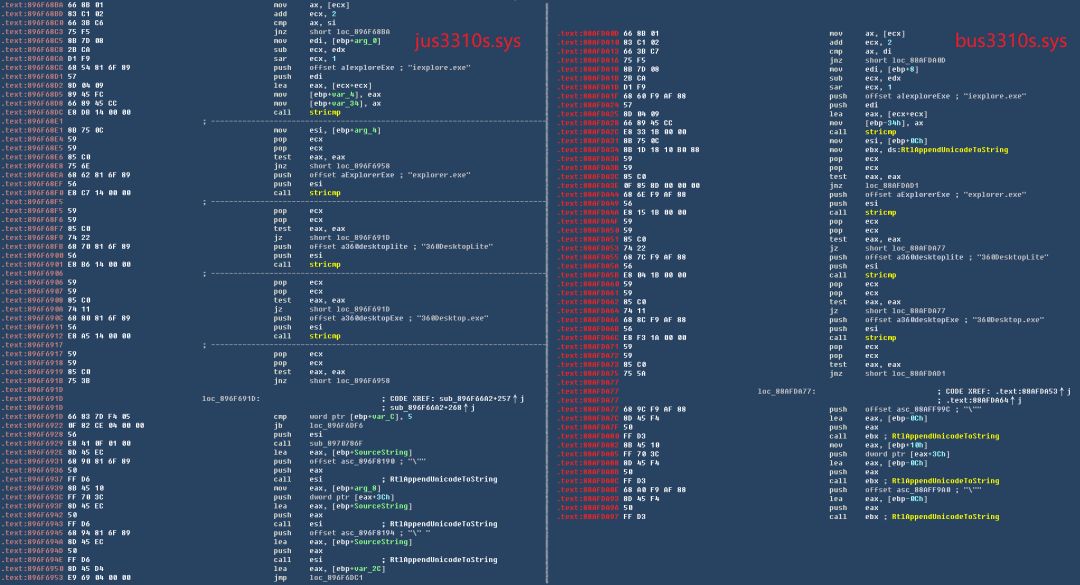 .text:896F68BA 66 8B 01 mov ax, [ecx]
.text:896F68BD 83 C1 02 add ecx, 2
.text:896F68C0 66 3B C6 cmp ax, si
.text:896F68C3 75 F5 jnz short loc_896F68BA
.text:896F68C5 8B 7D 08 mov edi, [ebp+arg_0]
.text:896F68C8 2B CA sub ecx, edx
.text:896F68CA D1 F9 sar ecx, 1
.text:896F68CC 68 54 81 6F 89 push offset aIexploreExe ; "iexplore.exe"
.text:896F68D1 57 push edi
.text:896F68D2 8D 04 09 lea eax, [ecx+ecx]
.text:896F68D5 89 45 FC mov [ebp+var_4], eax
.text:896F68D8 66 89 45 CC mov [ebp+var_34], ax
.text:896F68DC E8 DB 14 00 00 call stricmp
.text:896F68E1 ; ---------------------------------------------------------------------------
.text:896F68E1 8B 75 0C mov esi, [ebp+arg_4]
.text:896F68E4 59 pop ecx
.text:896F68E5 59 pop ecx
.text:896F68E6 85 C0 test eax, eax
.text:896F68E8 75 6E jnz short loc_896F6958
.text:896F68EA 68 62 81 6F 89 push offset aExplorerExe ; "explorer.exe"
.text:896F68EF 56 push esi
.text:896F68F0 E8 C7 14 00 00 call stricmp
.text:896F68F5 ; ---------------------------------------------------------------------------
.text:896F68F5 59 pop ecx
.text:896F68F6 59 pop ecx
.text:896F68F7 85 C0 test eax, eax
.text:896F68F9 74 22 jz short loc_896F691D
.text:896F68FB 68 70 81 6F 89 push offset a360desktoplite ; "360DesktopLite"
.text:896F6900 56 push esi
.text:896F6901 E8 B6 14 00 00 call stricmp
.text:896F6906 ; ---------------------------------------------------------------------------
.text:896F6906 59 pop ecx
.text:896F6907 59 pop ecx
.text:896F6908 85 C0 test eax, eax
.text:896F690A 74 11 jz short loc_896F691D
.text:896F690C 68 80 81 6F 89 push offset a360desktopExe ; "360Desktop.exe"
.text:896F6911 56 push esi
.text:896F6912 E8 A5 14 00 00 call stricmp
.text:896F6917 ; ---------------------------------------------------------------------------
.text:896F6917 59 pop ecx
.text:896F6918 59 pop ecx
.text:896F6919 85 C0 test eax, eax
.text:896F691B 75 3B jnz short loc_896F6958
.text:896F691D
.text:896F691D loc_896F691D: ; CODE XREF: sub_896F66A2+257↑j
.text:896F691D ; sub_896F66A2+268↑j
.text:896F691D 66 83 7D F4 05 cmp word ptr [ebp+var_C], 5
.text:896F6922 0F 82 CE 04 00 00 jb loc_896F6DF6
.text:896F6928 56 push esi
.text:896F6929 E8 41 0F 01 00 call sub_8970786F
.text:896F692E 8D 45 EC lea eax, [ebp+SourceString]
.text:896F6931 68 90 81 6F 89 push offset asc_896F8190 ; "\""
.text:896F6936 50 push eax
.text:896F6937 FF D6 call esi ; RtlAppendUnicodeToString
.text:896F6939 8B 45 10 mov eax, [ebp+arg_8]
.text:896F693C FF 70 3C push dword ptr [eax+3Ch]
.text:896F693F 8D 45 EC lea eax, [ebp+SourceString]
.text:896F6942 50 push eax
.text:896F6943 FF D6 call esi ; RtlAppendUnicodeToString
.text:896F6945 68 94 81 6F 89 push offset asc_896F8194 ; "\" "
.text:896F694A 8D 45 EC lea eax, [ebp+SourceString]
.text:896F694D 50 push eax
.text:896F694E FF D6 call esi ; RtlAppendUnicodeToString
.text:896F6950 8D 45 D4 lea eax, [ebp+var_2C]
.text:896F6953 E9 69 04 00 00 jmp loc_896F6DC1
jus3310s.sys
bus3310s.sys
.text:88AFDA0D 66 8B 01 mov ax, [ecx]
.text:88AFDA10 83 C1 02 add ecx, 2
.text:88AFDA13 66 3B C7 cmp ax, di
.text:88AFDA16 75 F5 jnz short loc_88AFDA0D
.text:88AFDA18 8B 7D 08 mov edi, [ebp+8]
.text:88AFDA1B 2B CA sub ecx, edx
.text:88AFDA1D D1 F9 sar ecx, 1
.text:88AFDA1F 68 60 F9 AF 88 push offset aIexploreExe ; "iexplore.exe"
.text:88AFDA24 57 push edi
.text:88AFDA25 8D 04 09 lea eax, [ecx+ecx]
.text:88AFDA28 66 89 45 CC mov [ebp-34h], ax
.text:88AFDA2C E8 33 1B 00 00 call stricmp
.text:88AFDA31 8B 75 0C mov esi, [ebp+0Ch]
.text:88AFDA34 8B 1D 18 10 B0 88 mov ebx, ds:RtlAppendUnicodeToString
.text:88AFDA3A 59 pop ecx
.text:88AFDA3B 59 pop ecx
.text:88AFDA3C 85 C0 test eax, eax
.text:88AFDA3E 0F 85 8D 00 00 00 jnz loc_88AFDAD1
.text:88AFDA44 68 6E F9 AF 88 push offset aExplorerExe ; "explorer.exe"
.text:88AFDA49 56 push esi
.text:88AFDA4A E8 15 1B 00 00 call stricmp
.text:88AFDA4F 59 pop ecx
.text:88AFDA50 59 pop ecx
.text:88AFDA51 85 C0 test eax, eax
.text:88AFDA53 74 22 jz short loc_88AFDA77
.text:88AFDA55 68 7C F9 AF 88 push offset a360desktoplite ; "360DesktopLite"
.text:88AFDA5A 56 push esi
.text:88AFDA5B E8 04 1B 00 00 call stricmp
.text:88AFDA60 59 pop ecx
.text:88AFDA61 59 pop ecx
.text:88AFDA62 85 C0 test eax, eax
.text:88AFDA64 74 11 jz short loc_88AFDA77
.text:88AFDA66 68 8C F9 AF 88 push offset a360desktopExe ; "360Desktop.exe"
.text:88AFDA6B 56 push esi
.text:88AFDA6C E8 F3 1A 00 00 call stricmp
.text:88AFDA71 59 pop ecx
.text:88AFDA72 59 pop ecx
.text:88AFDA73 85 C0 test eax, eax
.text:88AFDA75 75 5A jnz short loc_88AFDAD1
.text:88AFDA77
.text:88AFDA77 loc_88AFDA77: ; CODE XREF: .text:88AFDA53↑j
.text:88AFDA77 ; .text:88AFDA64↑j
.text:88AFDA77 68 9C F9 AF 88 push offset asc_88AFF99C ; "\""
.text:88AFDA7C 8D 45 F4 lea eax, [ebp-0Ch]
.text:88AFDA7F 50 push eax
.text:88AFDA80 FF D3 call ebx ; RtlAppendUnicodeToString
.text:88AFDA82 8B 45 10 mov eax, [ebp+10h]
.text:88AFDA85 FF 70 3C push dword ptr [eax+3Ch]
.text:88AFDA88 8D 45 F4 lea eax, [ebp-0Ch]
.text:88AFDA8B 50 push eax
.text:88AFDA8C FF D3 call ebx ; RtlAppendUnicodeToString
.text:88AFDA8E 68 A0 F9 AF 88 push offset asc_88AFF9A0 ; "\""
.text:88AFDA93 8D 45 F4 lea eax, [ebp-0Ch]
.text:88AFDA96 50 push eax
.text:88AFDA97 FF D3 call ebx ; RtlAppendUnicodeToString